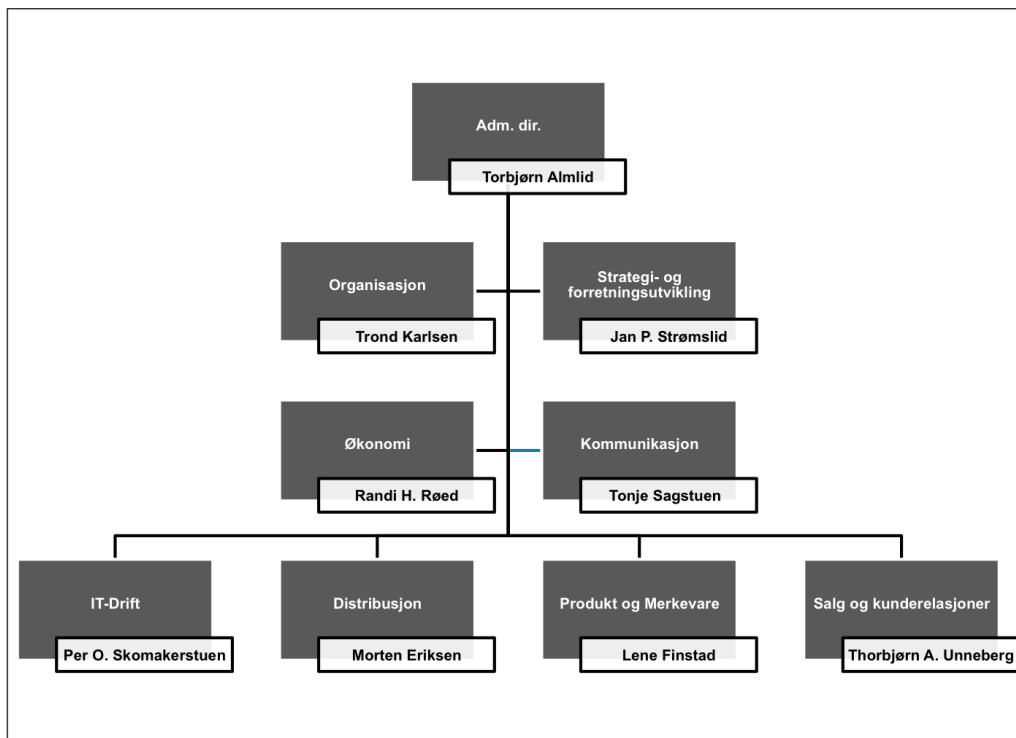 Adm. dir.
Torbjørn Almlid
Organisasjon
Trond Karlsen
Strategi- og
forretningsutvikling
Jan P. Strømslid
Økonomi
Randi H. Røed
Kommunikasjon
Tonje Sagstuen
IT-Drift
Per O. Skomakerstuen
Distribusjon
Morten Eriksen
Produkt og Merkevare
Lene Finstad
Salg og kunderelasjoner
Thorbjørn A. Unneberg